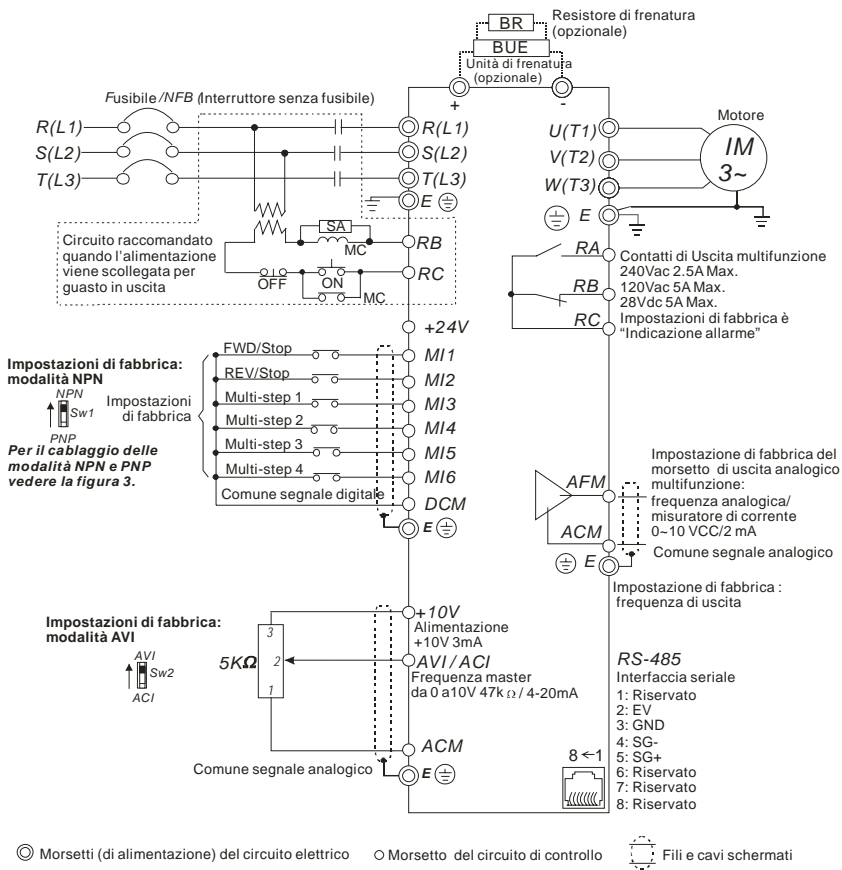 BR
Resistore di frenatura
(opzionale)
BUE
Unità di frenatura
(opzionale)
+
-
Fusibile/NFB (Interruttore senza fusibile)
R(L1)
S(L2)
T(L3)
R(L1)
S(L2)
T(L3)
E
U(T1)
V(T2)
W(T3)
E
Motore
IM
3~
Circuito raccomandato
quando l'alimentazione
viene scollegata per
guasto in uscita
SA
MC
OFF
ON
MC
RB
RC
RA
RB
RC
Contatti di Uscita multifunzione
240Vac 2.5A Max.
120Vac 5A Max.
28Vdc 5A Max.
Impostazioni di fabbrica è
“Indicazione allarme”
Impostazioni di fabbrica:
modalità NPN
NPN
Sw1
PNP
Per il cablaggio delle
modalità NPN e PNP
vedere la figura 3.
Impostazioni
di fabbrica
FWD/Stop
REV/Stop
Multi-step 1
Multi-step 2
Multi-step 3
Multi-step 4
Comune segnale digitale
+24V
MI1
MI2
MI3
MI4
MI5
MI6
DCM
E
AFM
ACM
E
Impostazione di fabbrica del
morsetto di uscita analogico
multifunzione:
frequenza analogica/
misuratore di corrente
0~10 VCC/2 mA
Comune segnale analogico
Impostazione di fabbrica :
frequenza di uscita
Impostazioni di fabbrica:
modalità AVI
AVI
Sw2
ACI
5KΩ
3
2
1
+10V
Alimentazione
+10V 3mA
AVI/ACI
Frequenza master
da 0 a10V 47k Ω / 4-20mA
ACM
Comune segnale analogico
E
RS-485
Interfaccia seriale
1: Riservato
2: EV
3: GND
4: SG-
5: SG+
6: Riservato
7: Riservato
8: Riservato
8←1
Morsetti (di alimentazione) del circuito elettrico
Morsetto del circuito di controllo
Fili e cavi schermati